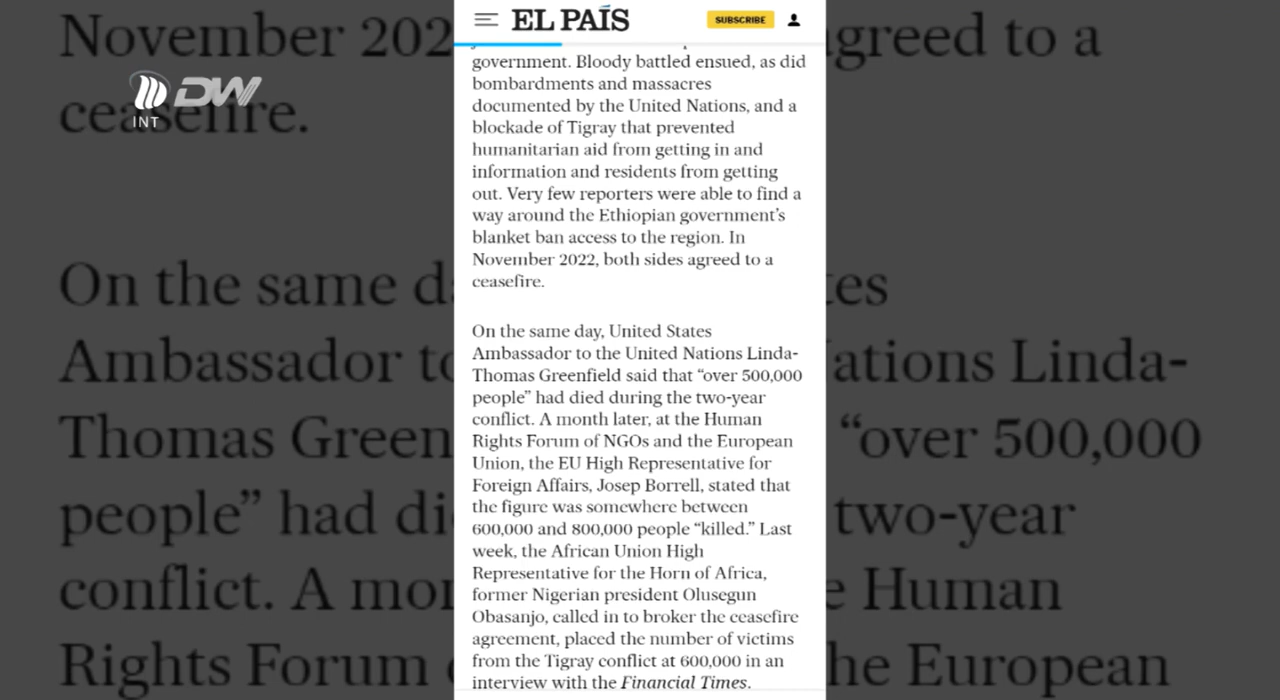 EL PAÍS
SUBSCRIBE
government. Bloody battled ensued, as did
bombardments and massacres
documented by the United Nations, and a
blockade of Tigray that prevented
humanitarian aid from getting in and
information and residents from getting
out. Very few reporters were able to find a
way around the Ethiopian government’s
blanket ban access to the region. In
November 2022, both sides agreed to a
ceasefire.
On the same day, United States
Ambassador to the United Nations Linda-
Thomas Greenfield said that “over 500,000
people” had died during the two-year
conflict. A month later, at the Human
Rights Forum of NGOs and the European
Union, the EU High Representative for
Foreign Affairs, Josep Borrell, stated that
the figure was somewhere between
600,000 and 800,000 people “killed.” Last
week, the African Union High
Representative for the Horn of Africa,
former Nigerian president Olusegun
Obasanjo, called in to broker the ceasefire
agreement, placed the number of victims
from the Tigray conflict at 600,000 in an
interview with the Financial Times.
DW
INT
November 202 agreed to a
ceasefire.
On the same d tes
Ambassador to ations Linda-
Thomas Green “over 500,000
people” had di two-year
conflict. A mo e Human
Rights Forum he European